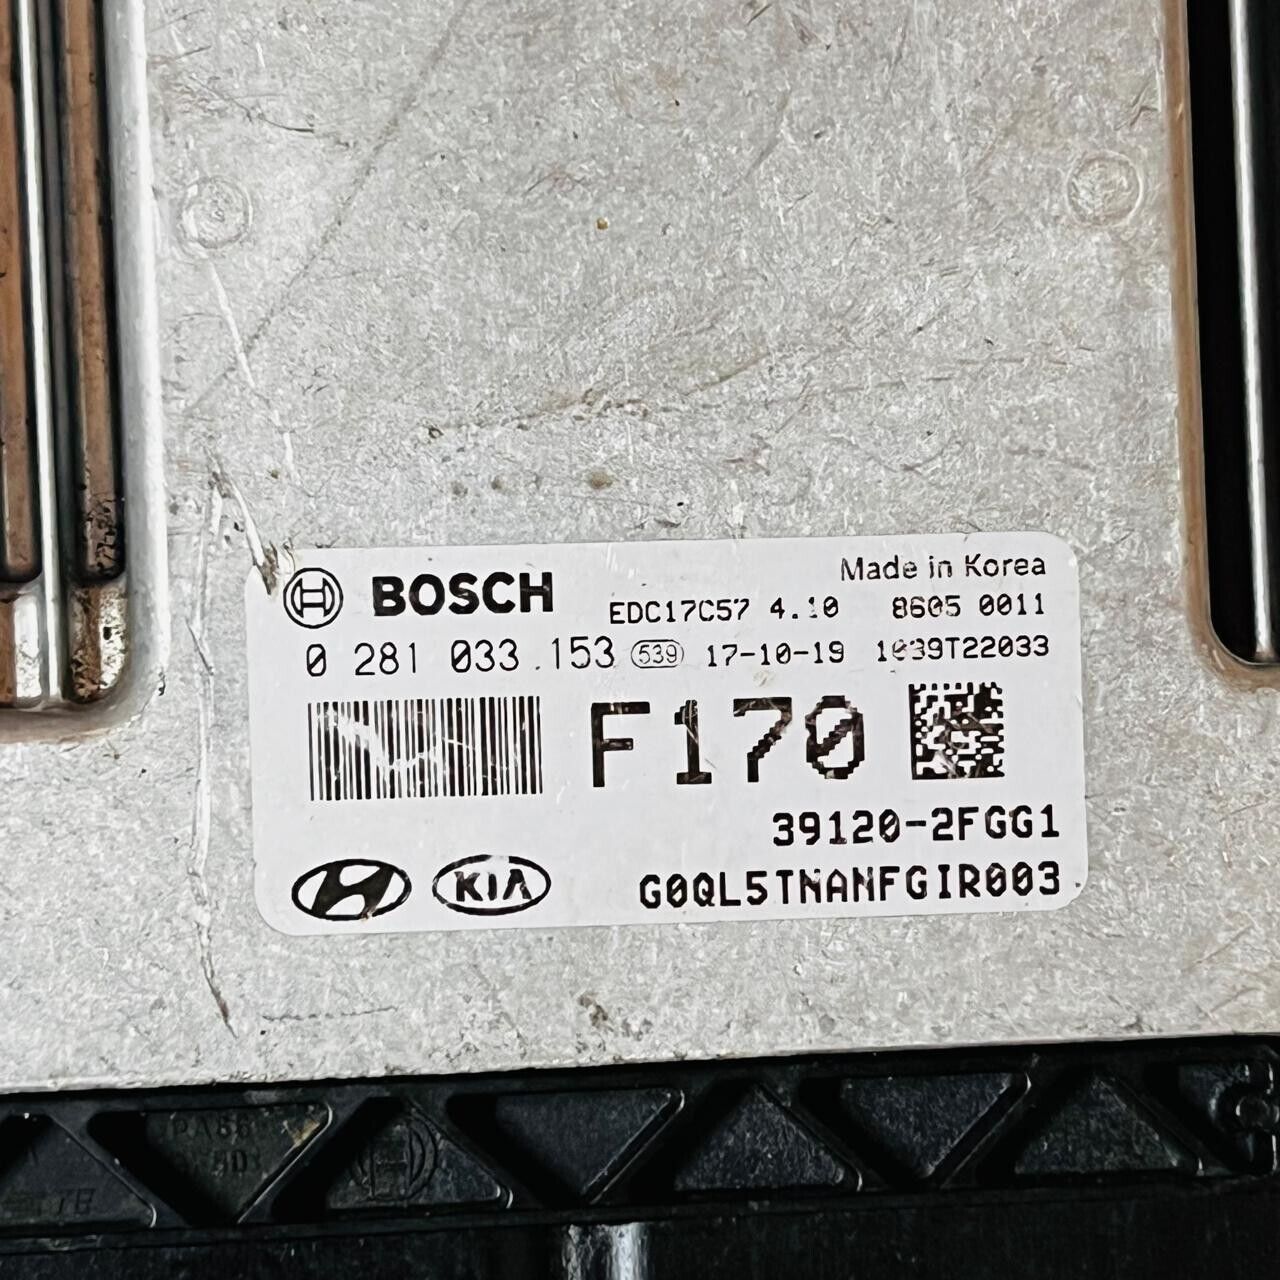 Made in Korea
BOSCH
EDC17C57 4.10 8605 0011
0 281 033 153 539 17-10-19 1039T22033
F170
39120-2FGG1
KIA
G0QL5TNANFGIR003
PA66